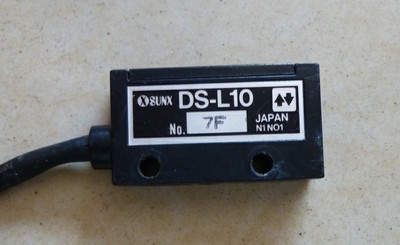 SUNX DS-L10
No. 7F JAPAN
N1NO1